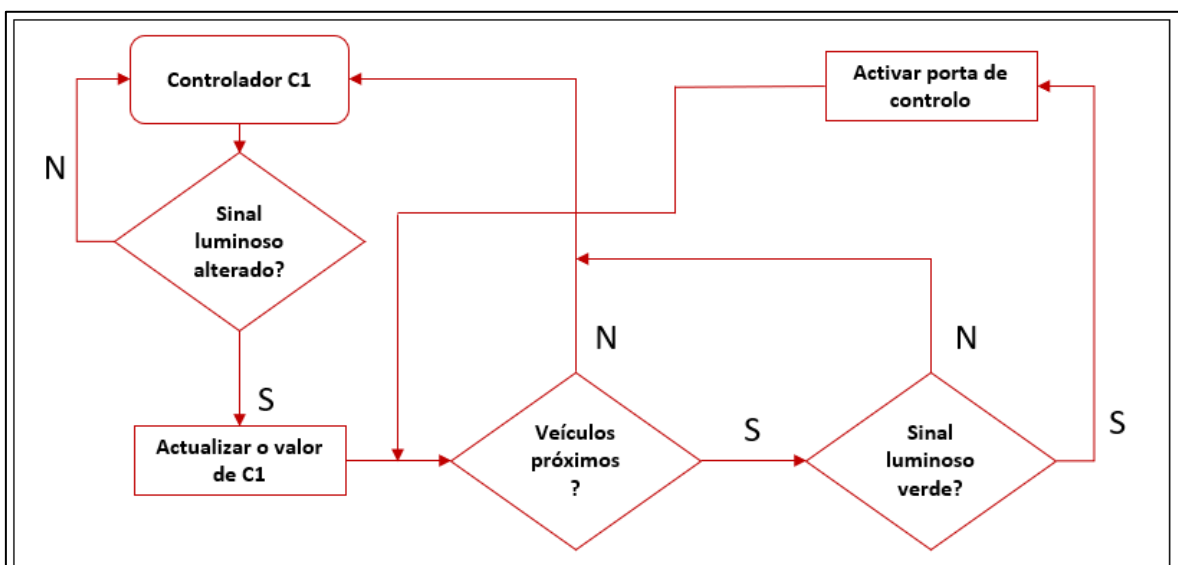 Controlador C1
Activar porta de
controlo
N
Sinal
luminoso
alterado?
N
N
S
S
S
Actualizar o valor
de C1
Veículos
próximos
?
Sinal
luminoso
verde?